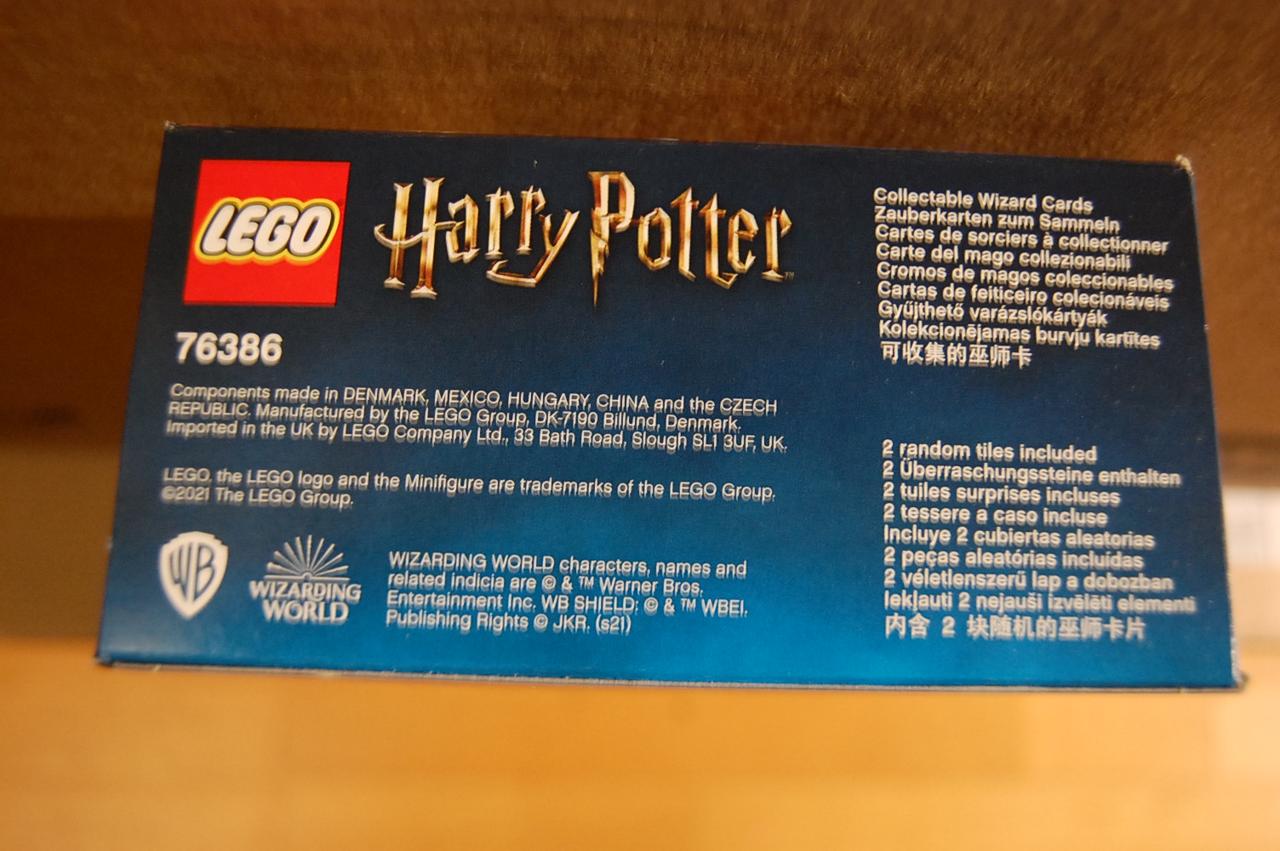 LEGO
Harry Potter™
76386
Components made in DENMARK, MEXICO, HUNGARY, CHINA and the CZECH
REPUBLIC. Manufactured by the LEGO Group, DK-7190 Billund, Denmark.
Imported in the UK by LEGO Company Ltd., 33 Bath Road, Slough SL1 3UF, UK.
LEGO, the LEGO logo and the Minifigure are trademarks of the LEGO Group.
©2021 The LEGO Group.
WB
WIZARDING
WORLD
WIZARDING WORLD characters, names and
related indicia are © & ™ Warner Bros.
Entertainment Inc. WB SHIELD: © & ™ WBEI.
Publishing Rights © JKR. (s21)
Collectable Wizard Cards
Zauberkarten zum Sammeln
Cartes de sorciers à collectionner
Carte del mago collezionabili
Cromos de magos coleccionables
Cartas de feiticeiro colecionáveis
Gyűjthető varázslókártyák
Kolekcionējamas burvju kartītes
可收集的巫师卡
2 random tiles included
2 Überraschungssteine enthalten
2 tuiles surprises incluses
2 tessere a caso incluse
Incluye 2 cubiertas aleatorias
2 peças aleatórias incluídas
2 véletlenszerű lap a dobozban
Iekļauti 2 nejauši izvēlēti elementi
内含 2 块随机的巫师卡片